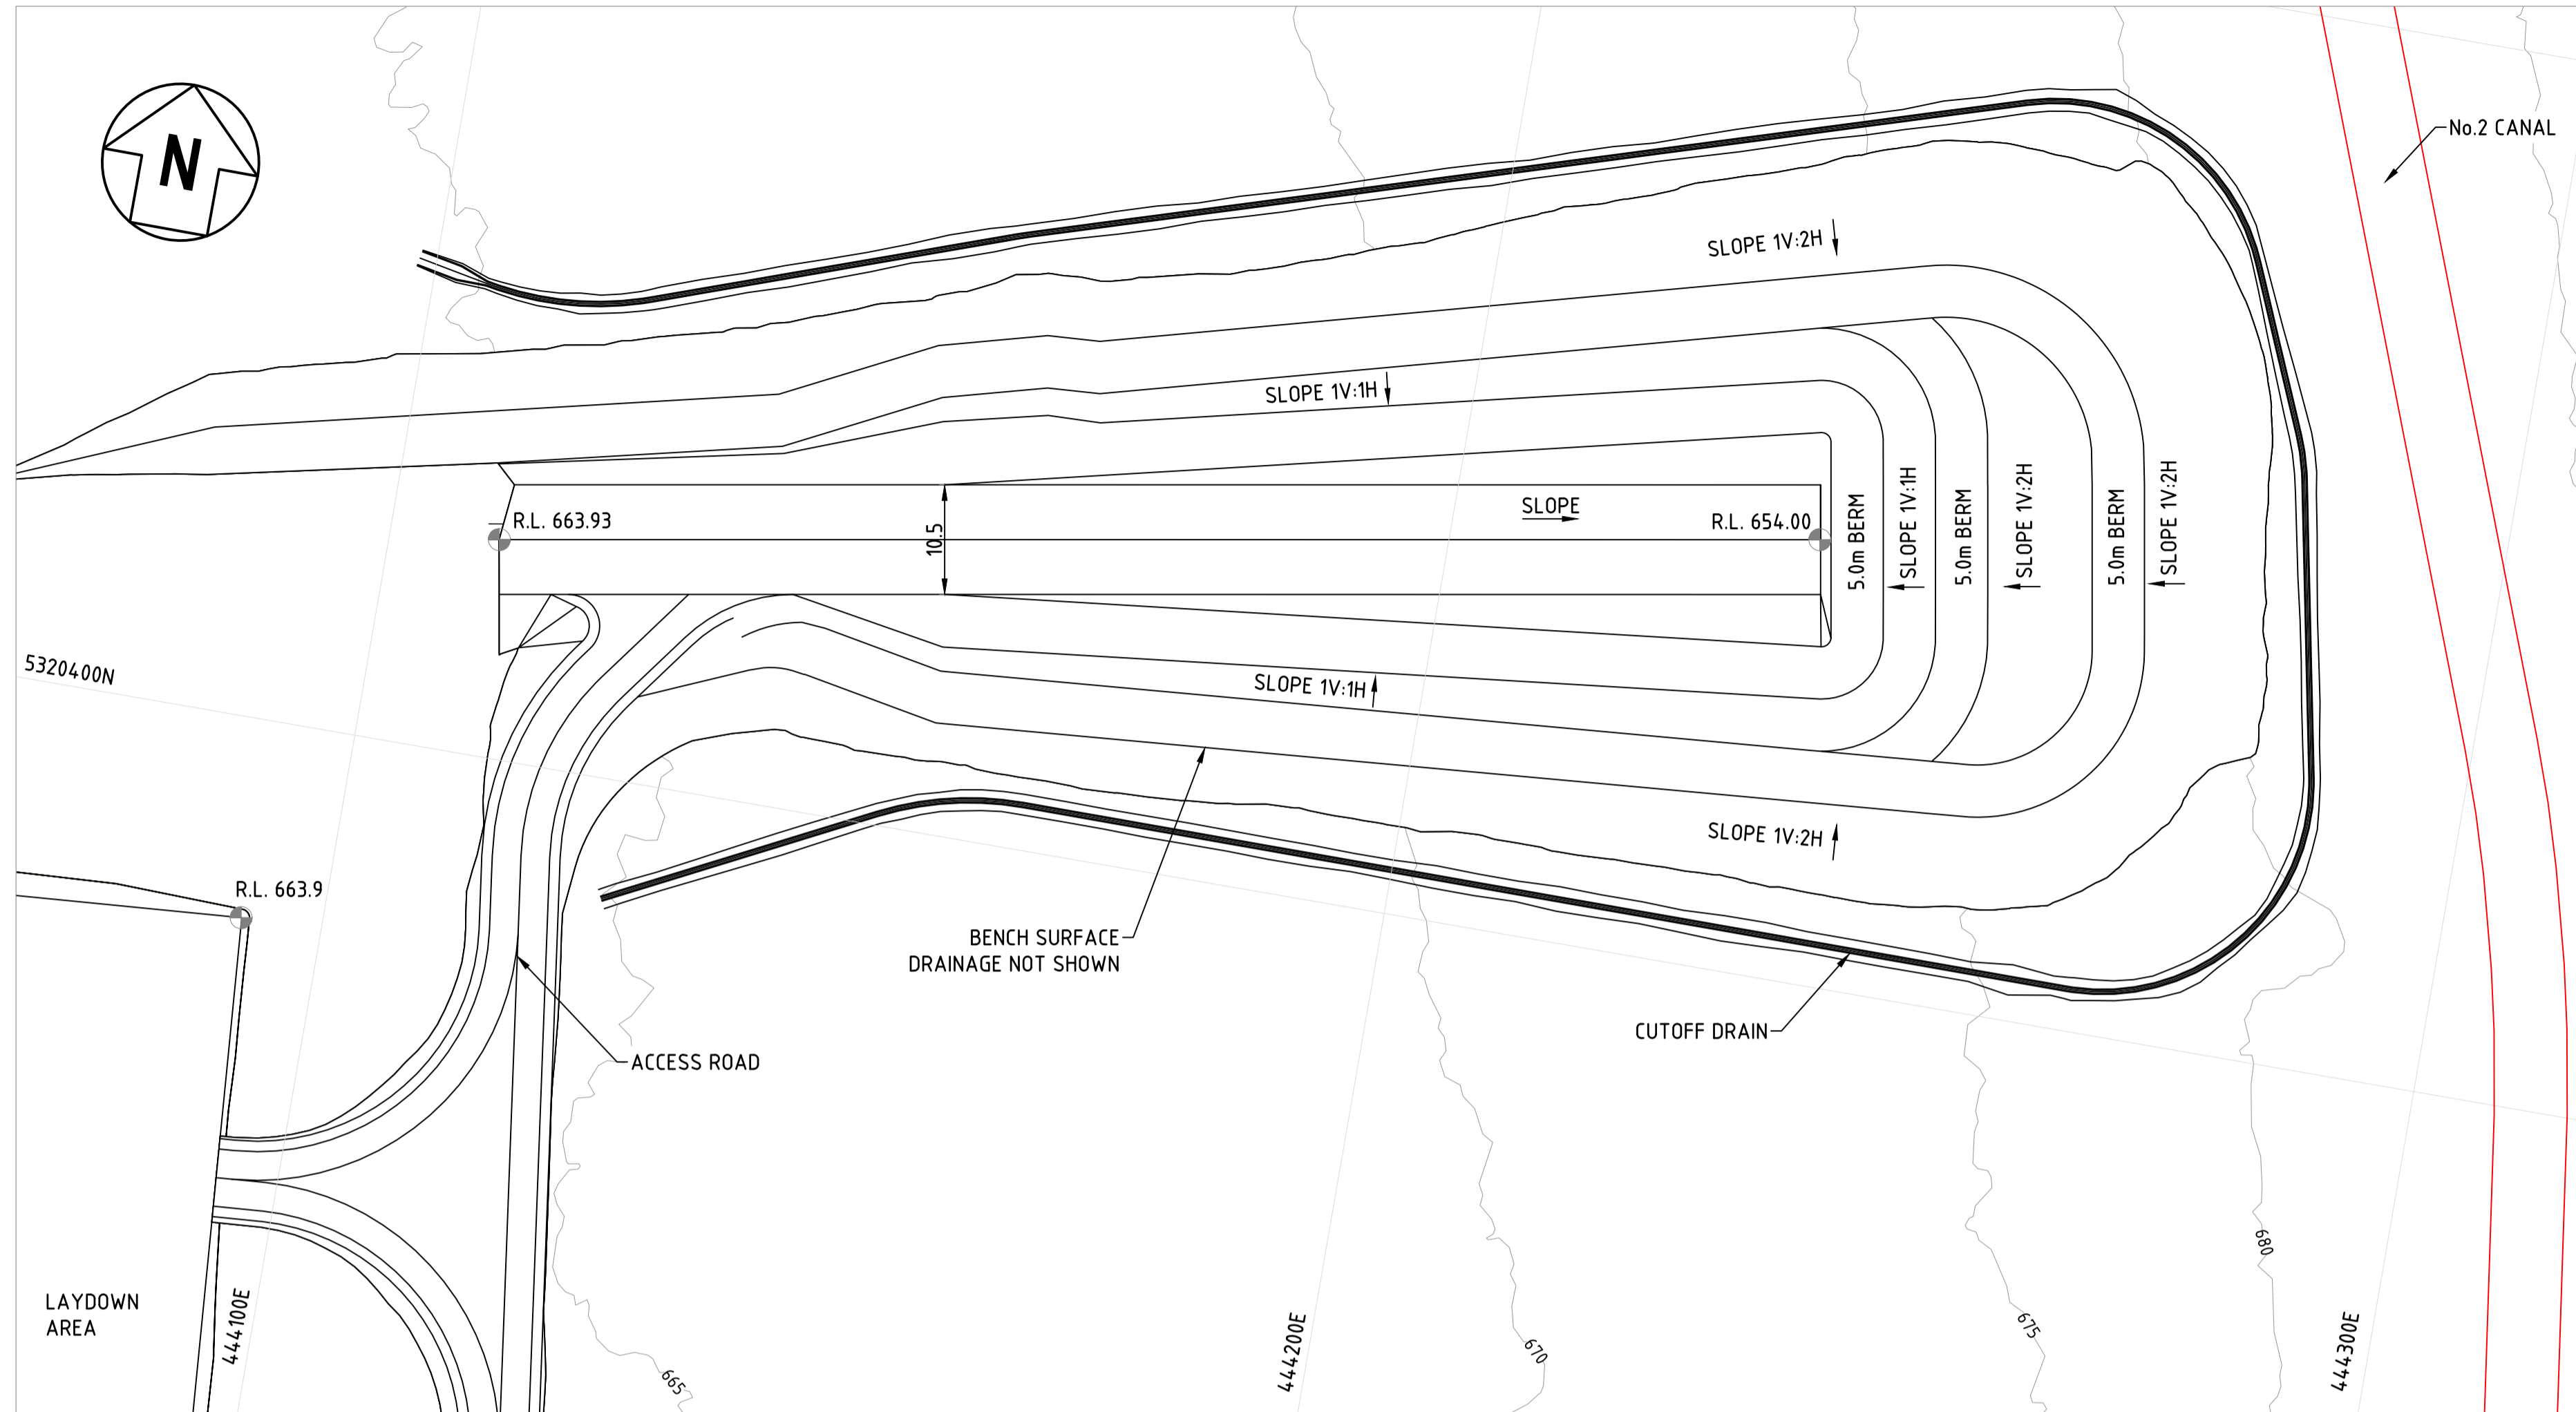 N
No.2 CANAL
SLOPE 1V:2H
SLOPE 1V:1H
R.L. 663.93
SLOPE
R.L. 654.00
10.5
5.0m BERM
SLOPE 1V:1H
5.0m BERM
SLOPE 1V:2H
5.0m BERM
SLOPE 1V:2H
5320400N
SLOPE 1V:1H
SLOPE 1V:2H
R.L. 663.9
BENCH SURFACE
DRAINAGE NOT SHOWN
CUTOFF DRAIN
ACCESS ROAD
LAYDOWN
AREA
444100E
444200E
444300E
665
670
675
680